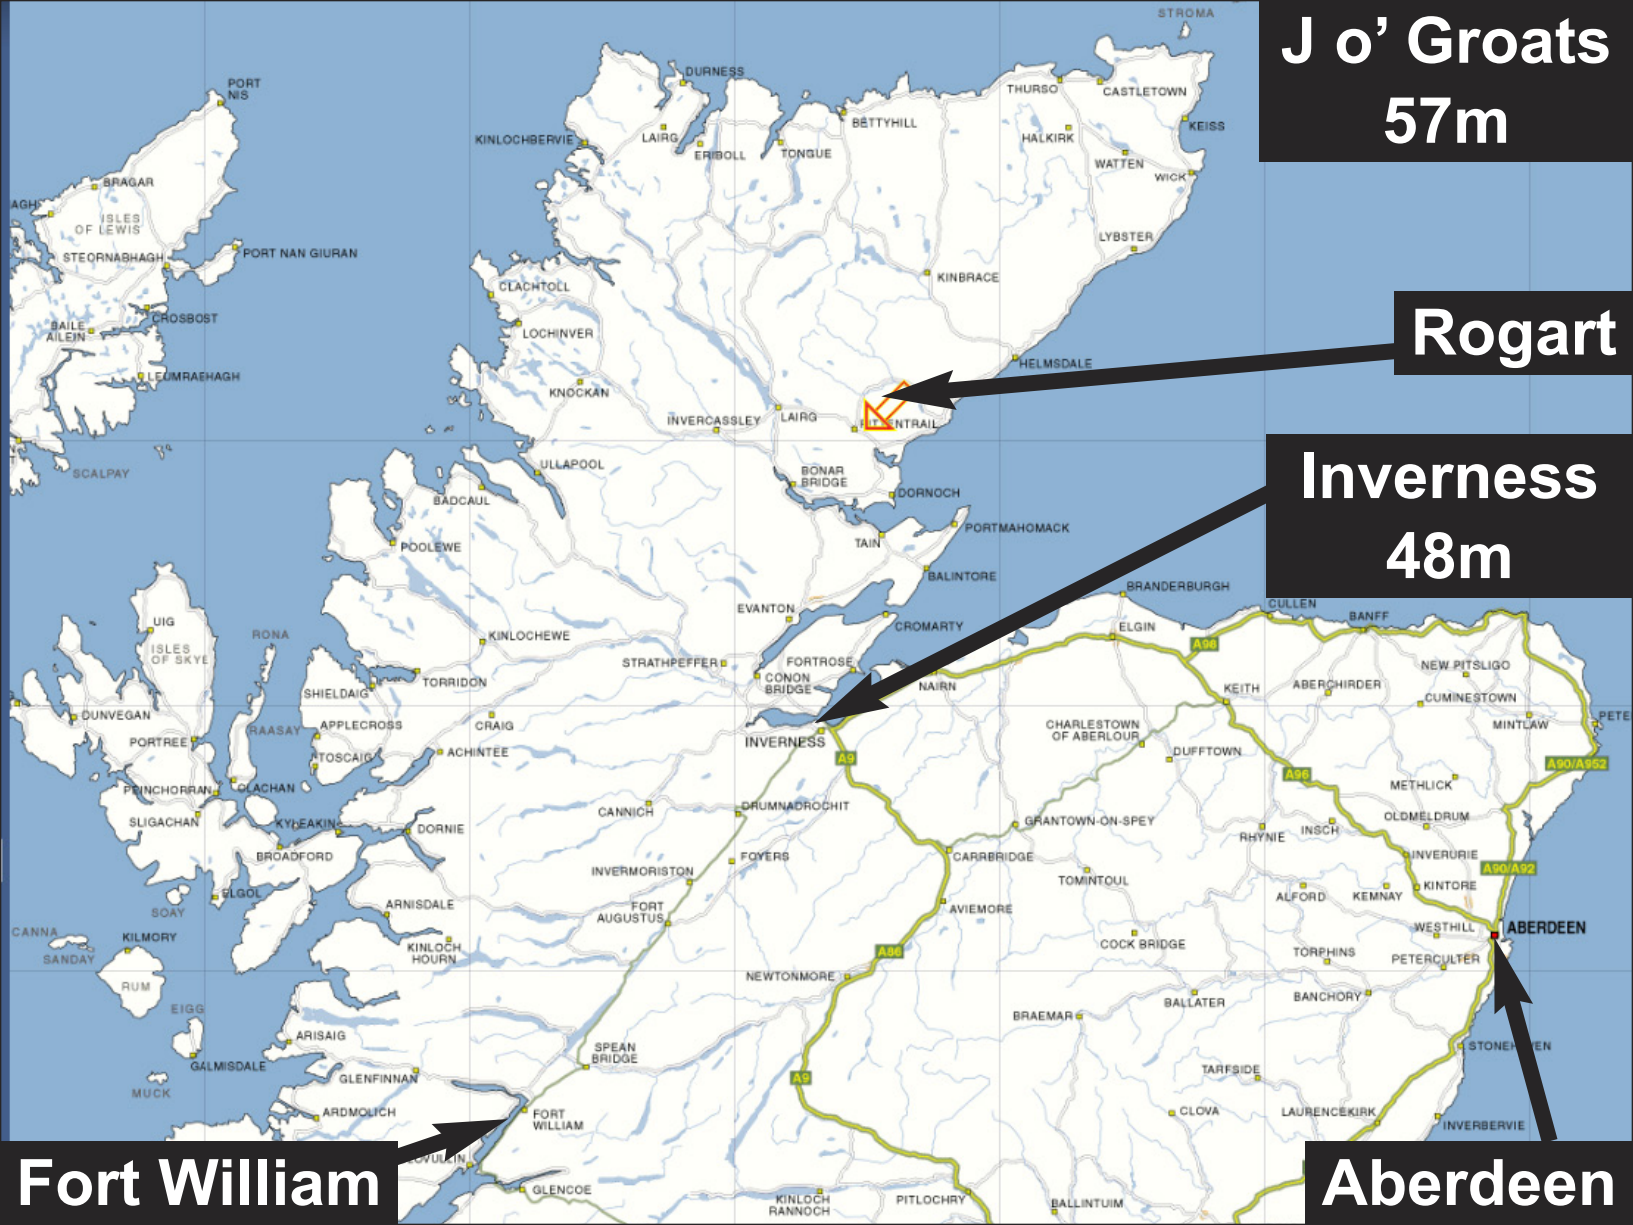 STROMA
J o’ Groats
57m
DURNESS
PORT
NIS
THURSO
CASTLETOWN
KINLOCHBERVIE
LAIRG
ERIBOLL
TONGUE
BETTYHILL
HALKIRK
KEISS
WATTEN
WICK
BRAGAR
ISLES
OF LEWIS
STEORNABHAGH
PORT NAN GIURAN
LYBSTER
KINBRACE
CLACHTOLL
CROSBOST
BAILE
AILEIN
LOCHINVER
Rogart
LEUMRAEHAGH
KNOCKAN
HELMSDALE
INVERCASSLEY
LAIRG
SCALPAY
ULLAPOOL
BADCAUL
BONAR
BRIDGE
DORNOCH
Inverness
48m
PORTMAHOMACK
POOLEWE
TAIN
BALINTORE
BRANDERBURGH
CULLEN
BANFF
EVANTON
CROMARTY
ELGIN
A98
UIG
ISLES
OF SKYE
RONA
KINLOCHEWE
STRATHPEFFER
FORTROSE
CONON
BRIDGE
NAIRN
NEW PITSLIGO
SHIELDAIG
TORRIDON
KEITH
ABERCHIRDER
CUMINESTOWN
MINTLAW
PETE
DUNVEGAN
PORTREE
RAASAY
APPLECROSS
CRAIG
TOSCAIG
ACHINTEE
INVERNESS
A9
CHARLESTOWN
OF ABERLOUR
DUFFTOWN
A96
A90/A952
METHLICK
PEINCHORRAN
CLACHAN
SLIGACHAN
KYLEAKIN
DORNIE
CANNICH
DRUMNADROCHIT
GRANTOWN-ON-SPEY
RHYNIE
INSCH
OLDMELDRUM
BROADFORD
FOYERS
CARRBRIDGE
INVERURIE
A90/A92
INVERMORISTON
TOMINTOUL
KINTORE
ELGOL
SOAY
ARNISDALE
FORT
AUGUSTUS
AVIEMORE
ALFORD
KEMNAY
CANNA
SANDAY
KILMORY
KINLOCH
HOURN
COCK BRIDGE
WESTHILL
ABERDEEN
A86
TORPHINS
PETERCULTER
RUM
NEWTONMORE
BALLATER
BANCHORY
EIGG
ARISAIG
BRAEMAR
SPEAN
BRIDGE
GALMISDALE
GLENFINNAN
A9
TARFSIDE
MUCK
ARDMOLICH
FORT
WILLIAM
CLOVA
LAURENCEKIRK
INVERBERVIE
Fort William
GLENCOE
KINLOCH
RANNOCH
PITLOCHRY
BALLINTUIM
Aberdeen